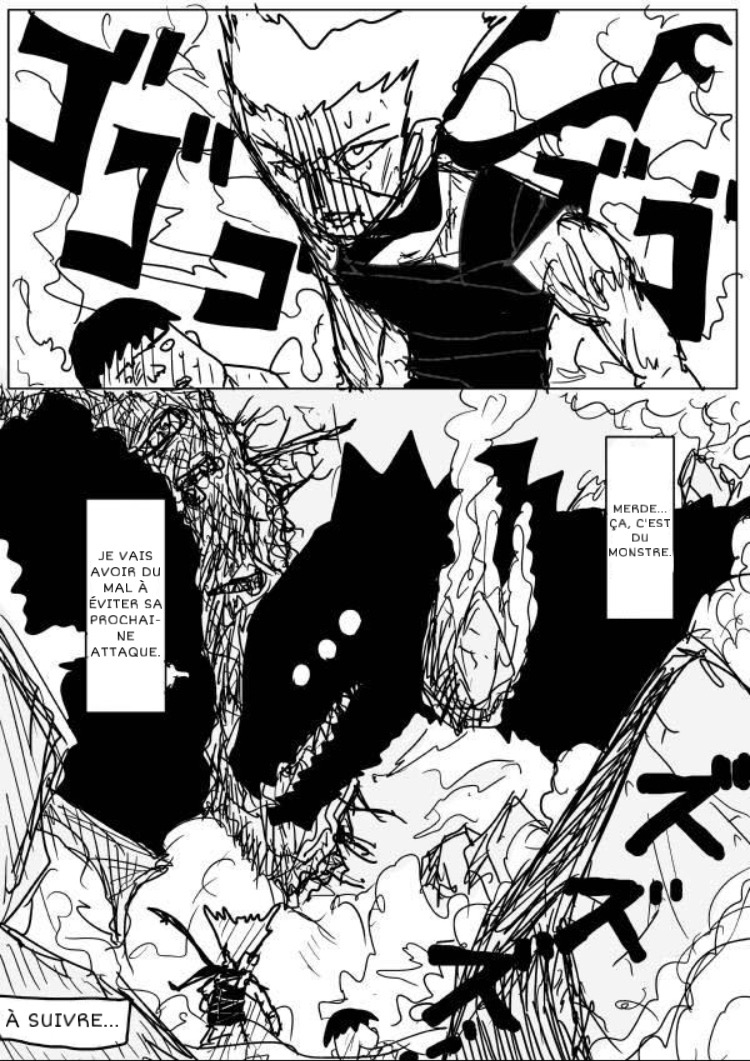 ゴゴゴ
ゴゴ
MERDE...
ÇA, C'EST
DU
MONSTRE.
JE VAIS
AVOIR DU
MAL À
ÉVITER SA
PROCHAI-
NE
ATTAQUE.
ズズズ
À SUIVRE...